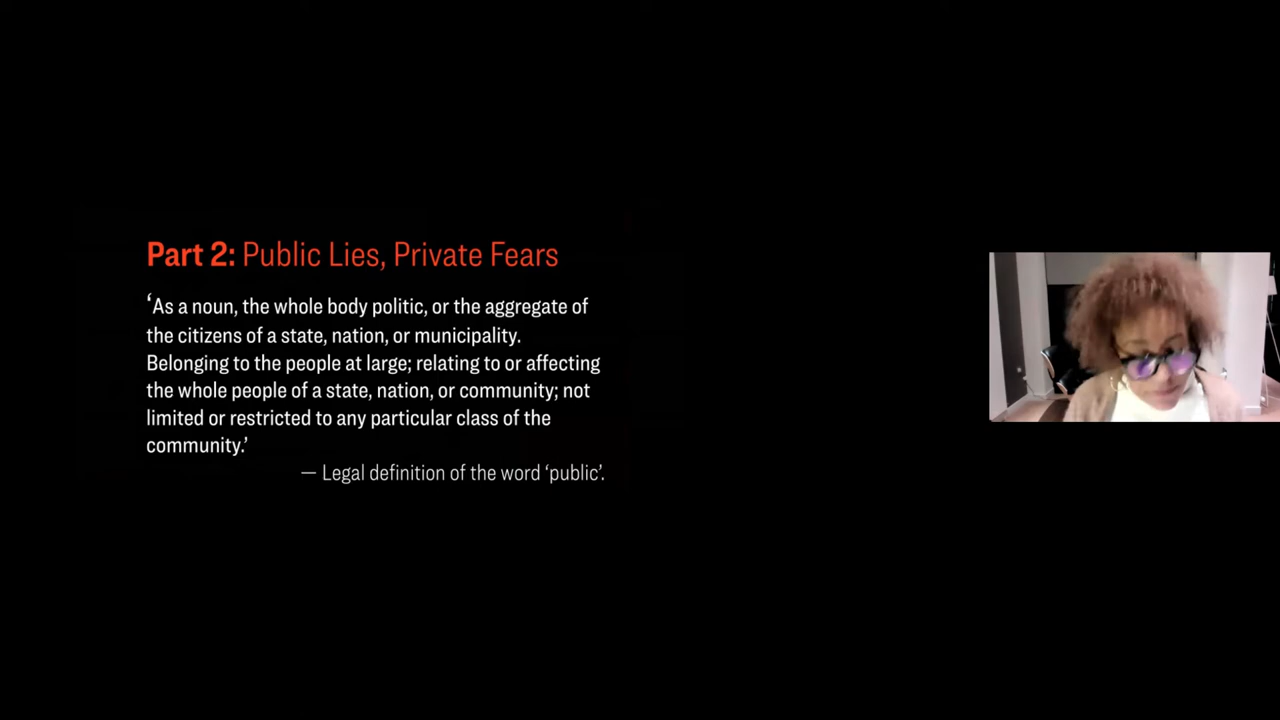 Part 2: Public Lies, Private Fears
‘As a noun, the whole body politic, or the aggregate of
the citizens of a state, nation, or municipality.
Belonging to the people at large; relating to or affecting
the whole people of a state, nation, or community; not
limited or restricted to any particular class of the
community.’
— Legal definition of the word ‘public’.